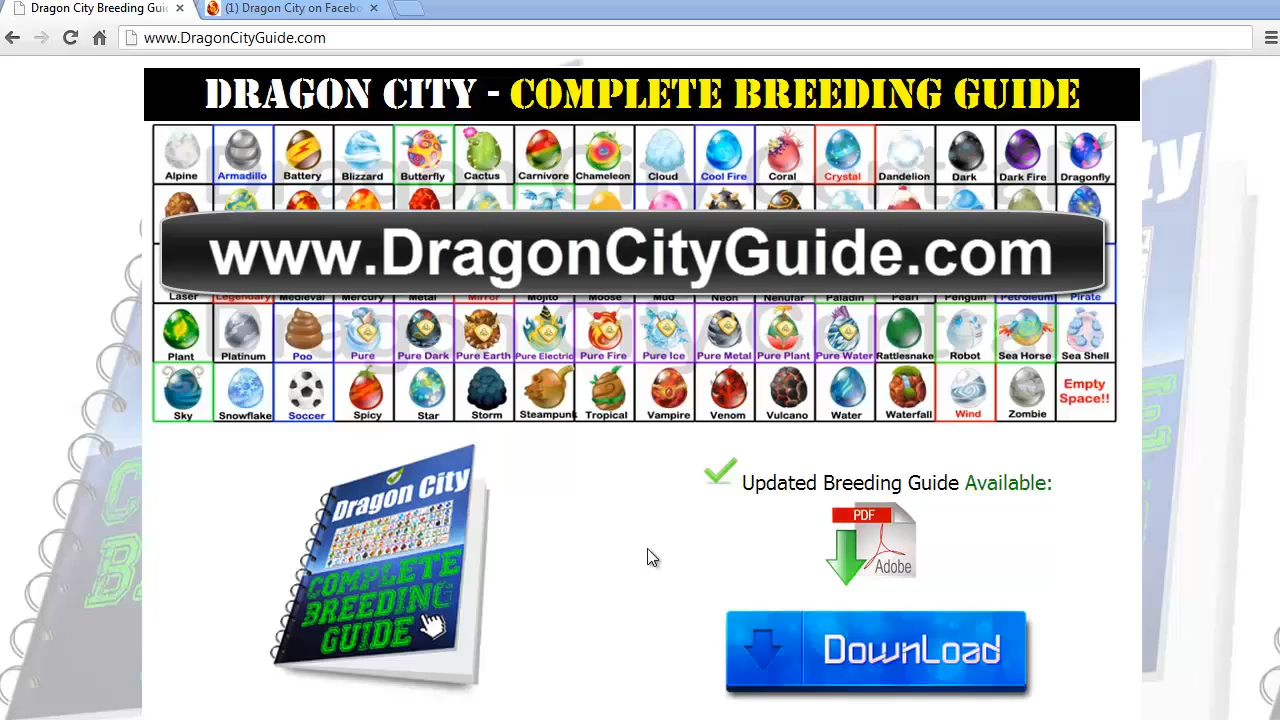 Dragon City Breeding Guid
(1) Dragon City on Facebo
www.DragonCityGuide.com
DRAGON CITY - COMPLETE BREEDING GUIDE
Alpine Armadillo Battery Blizzard Butterfly Cactus Carnivore Chameleon Cloud Cool Fire Coral Crystal Dandelion Dark Dark Fire Dragonfly
www.DragonCityGuide.com
Laser Legendary Medieval Mercury Metal Mirror Mojito Moose Mud Neon Nenufar Paladin Pearl Penguin Petroleum Pirate
Plant Platinum Poo Pure Pure Dark Pure Earth Pure Electric Pure Fire Pure Ice Pure Metal Pure Plant Pure Water Rattlesnake Robot Sea Horse Sea Shell
Empty
Space!!
Sky Snowflake Soccer Spicy Star Storm Steampunk Tropical Vampire Venom Vulcano Water Waterfall Wind Zombie
Dragon City
COMPLETE
BREEDING
GUIDE
Updated Breeding Guide Available:
PDF
Adobe
DownLoad